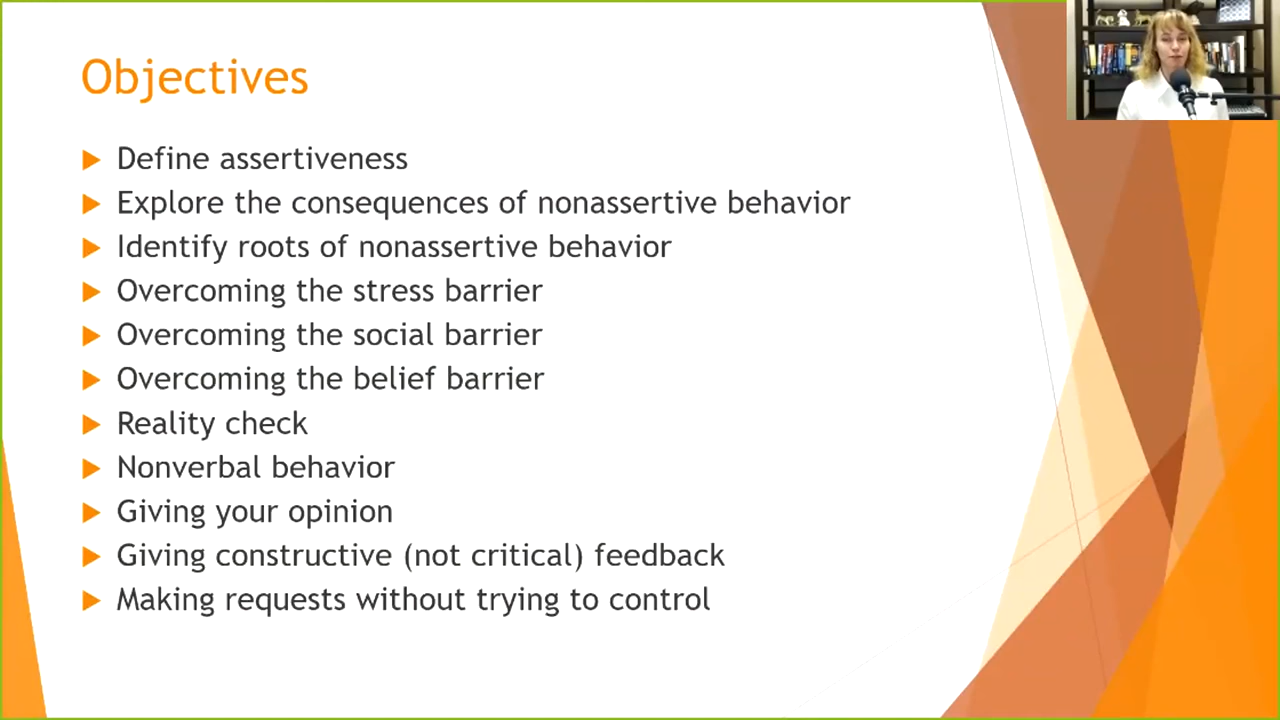 Objectives
Define assertiveness
Explore the consequences of nonassertive behavior
Identify roots of nonassertive behavior
Overcoming the stress barrier
Overcoming the social barrier
Overcoming the belief barrier
Reality check
Nonverbal behavior
Giving your opinion
Giving constructive (not critical) feedback
Making requests without trying to control